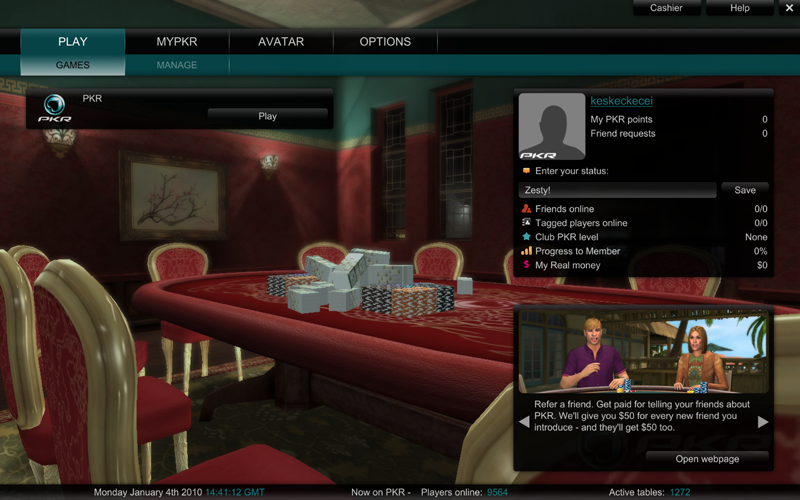 Cashier Help
PLAY MYPKR AVATAR OPTIONS
GAMES MANAGE
PKR
PKR
Play
PKR
keskeckecei
My PKR points 0
Friend requests 0
Enter your status:
Zesty! Save
Friends online 0/0
Tagged players online 0/0
Club PKR level None
Progress to Member 0%
$ My Real money $0
Refer a friend. Get paid for telling your friends about
PKR. We'll give you $50 for every new friend you
introduce - and they'll get $50 too.
PKR
Open webpage
Monday January 4th 2010 14:41:12 GMT Now on PKR - Players online: 9564 Active tables: 1272